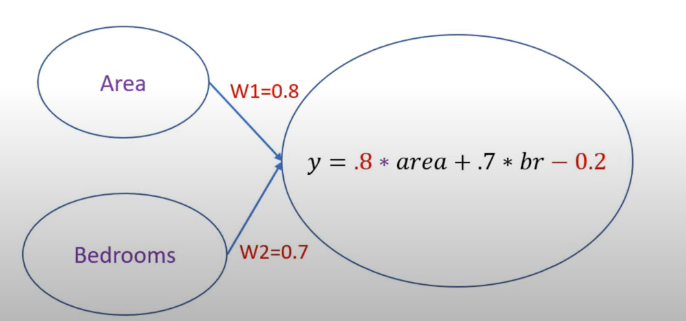 Area
W1=0.8
y = .8 * area + .7 * br − 0.2
Bedrooms
W2=0.7